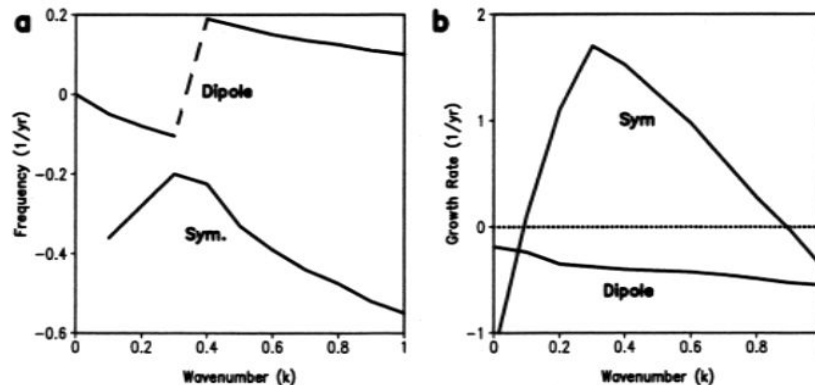 a
0.2
0
-0.2
-0.4
-0.6
Frequency (1/yr)
Dipole
Sym.
0 0.2 0.4 0.6 0.8 1
Wavenumber (k)
b
2
1
0
-1
Growth Rate (1/yr)
Sym
Dipole
0 0.2 0.4 0.6 0.8 1
Wavenumber (k)